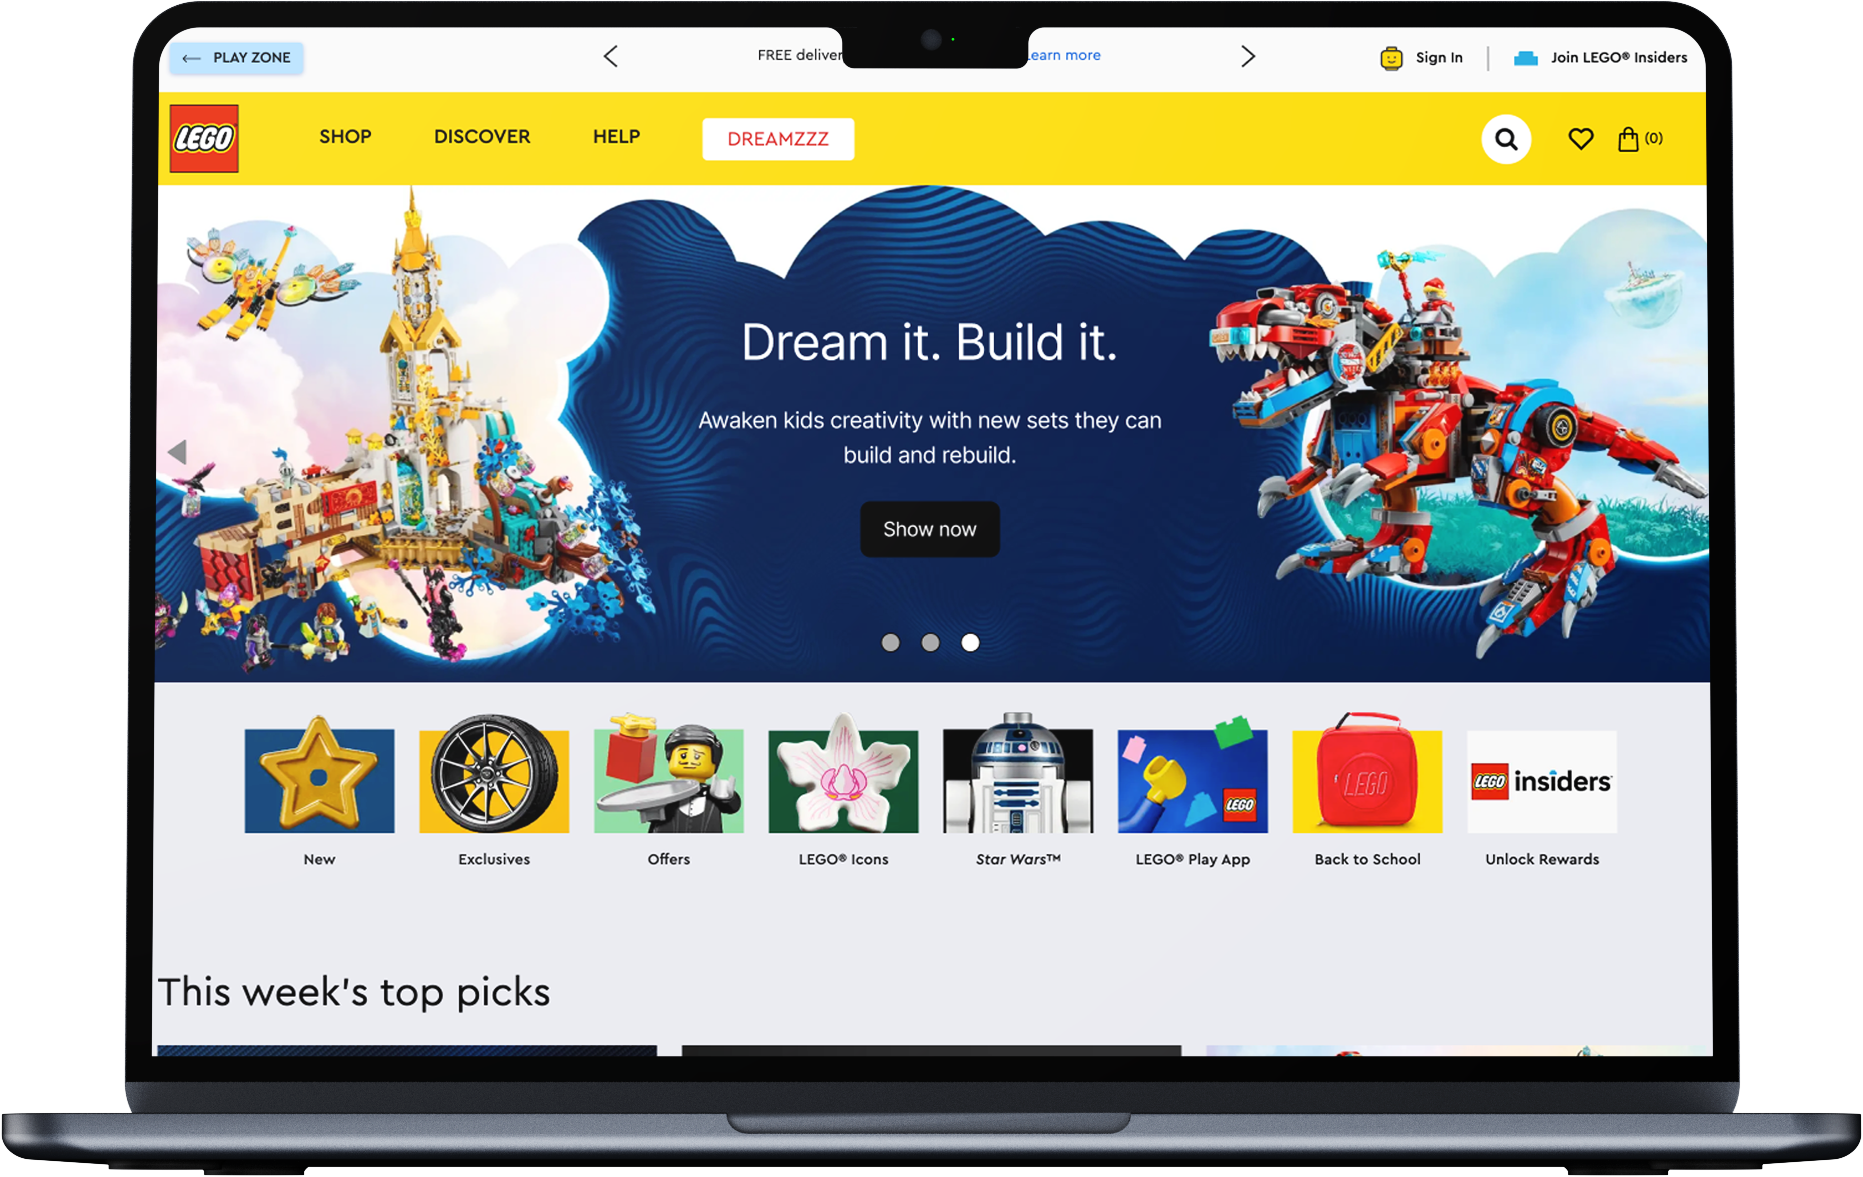 PLAY ZONE
FREE
earn more
Sign In
Join LEGO® Insiders
LEGO
SHOP
DISCOVER
HELP
DREAMZZZ
(0)
Dream it. Build it.
Awaken kids creativity with new sets they can
build and rebuild.
Show now
LEGO
LEGO
LEGO insiders
New
Exclusives
Offers
LEGO® Icons
Star Wars™
LEGO® Play App
Back to School
Unlock Rewards
This week's top picks